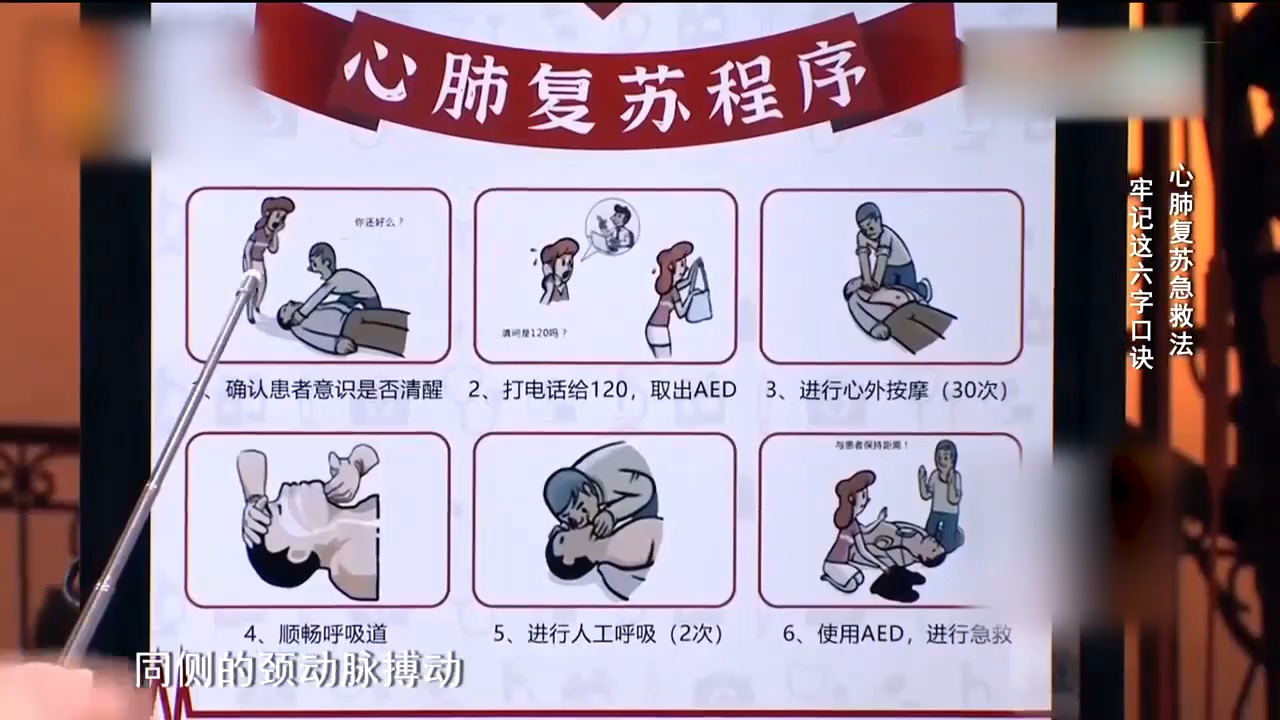 心肺复苏程序
你还好么？
请问是120吗？
、确认患者意识是否清醒
2、打电话给120，取出AED
3、进行心外按摩（30次）
与患者保持距离！
4、顺畅呼吸道
5、进行人工呼吸（2次）
6、使用AED，进行急救
心肺复苏急救法
牢记这六字口诀
同侧的颈动脉搏动